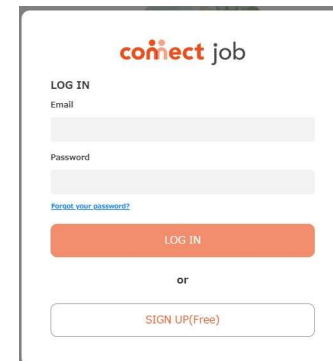 connect job
LOG IN
Email
Password
Forgot your password?
LOG IN
or
SIGN UP(Free)